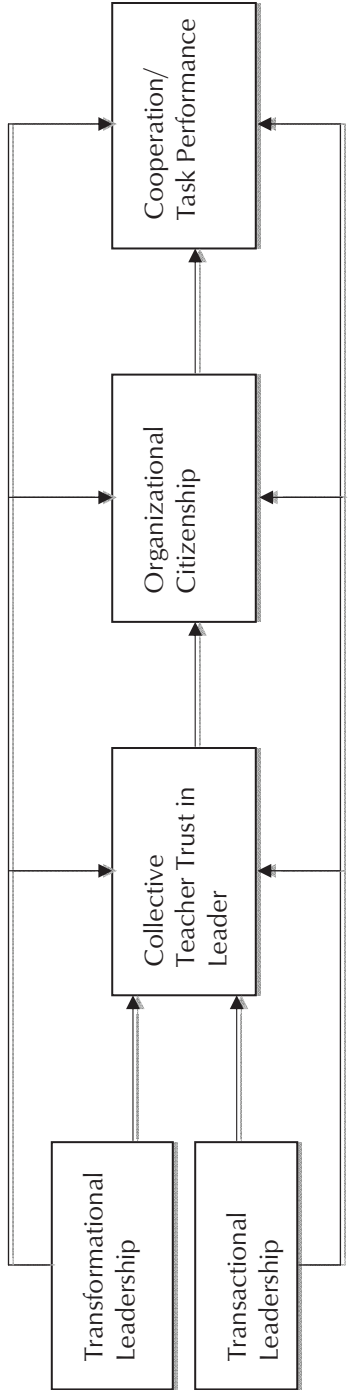 Transformational
Leadership
Transactional
Leadership
Collective
Teacher Trust in
Leader
Organizational
Citizenship
Cooperation/
Task Performance